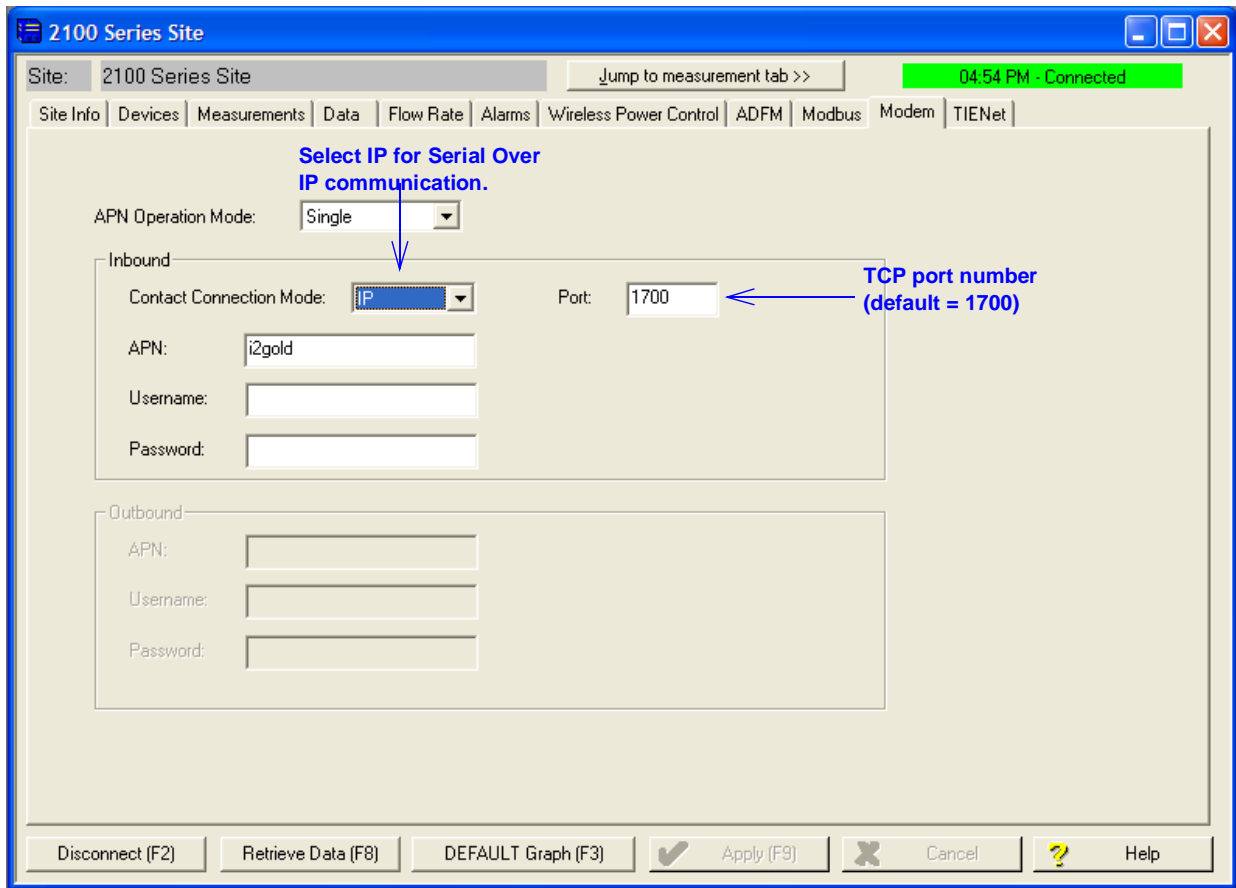 2100 Series Site
Site: 2100 Series Site Jump to measurement tab >> 04:54 PM - Connected
Site Info Devices Measurements Data Flow Rate Alarms Wireless Power Control ADFM Modbus Modem TIENet
Select IP for Serial Over
IP communication.
APN Operation Mode: Single
Inbound
Contact Connection Mode: IP Port: 1700
TCP port number
(default = 1700)
APN: i2gold
Username:
Password:
Outbound
APN:
Username:
Password:
Disconnect (F2) Retrieve Data (F8) DEFAULT Graph (F3) Apply (F9) Cancel Help